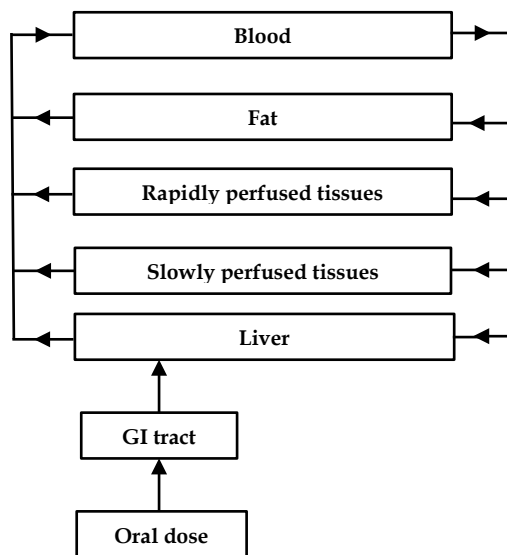 Blood
Fat
Rapidly perfused tissues
Slowly perfused tissues
Liver
GI tract
Oral dose